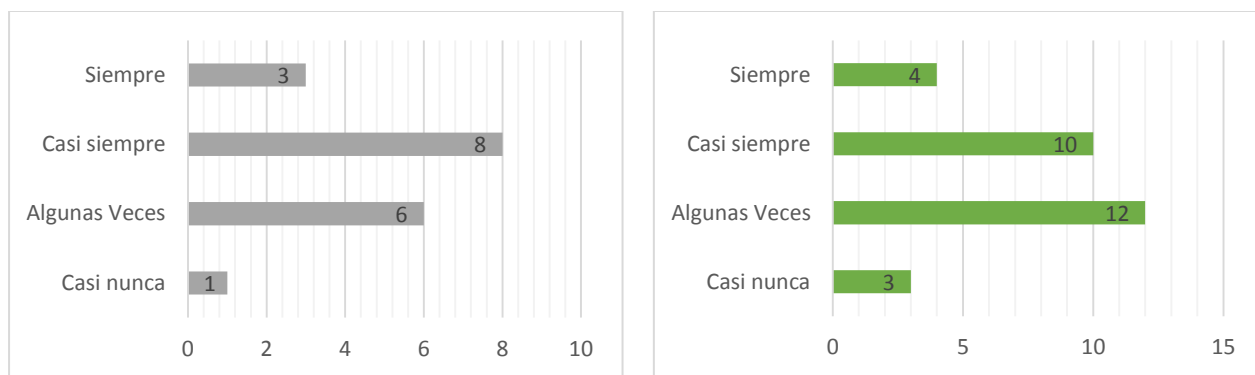 Siempre
3
Casi siempre
8
Algunas Veces
6
Casi nunca
1
0 2 4 6 8 10
Siempre
4
Casi siempre
10
Algunas Veces
12
Casi nunca
3
0 5 10 15